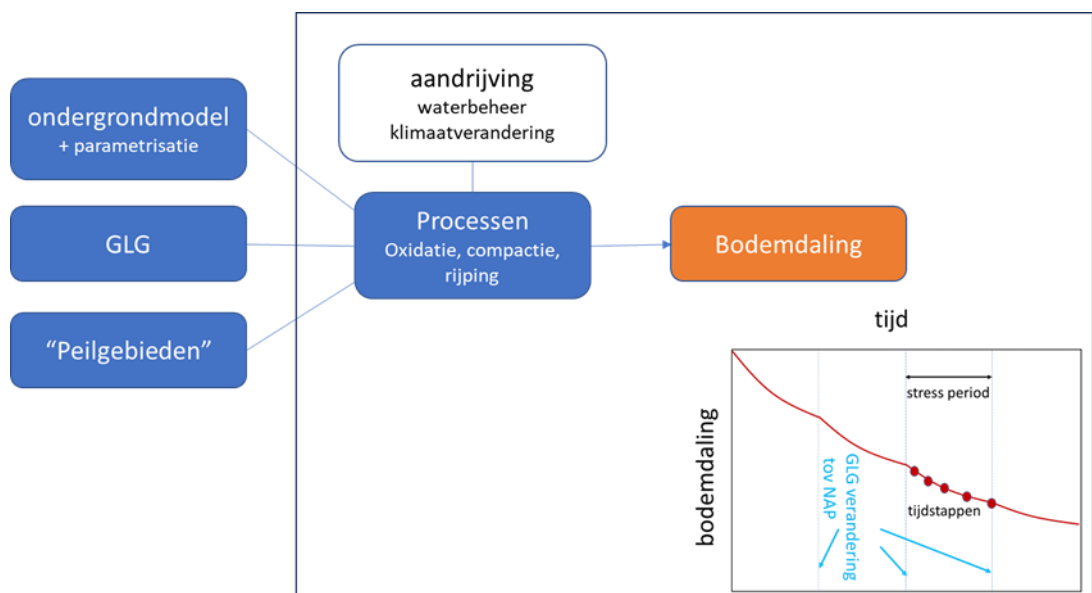 ondergrondmodel
+ parametrisatie
GLG
“Peilgebieden”
aandrijving
waterbeheer
klimaatverandering
Processen
Oxidatie, compactie,
rijping
Bodemdaling
tijd
bodemdaling
stress period
tijdstappen
GLG verandering
tov NAP